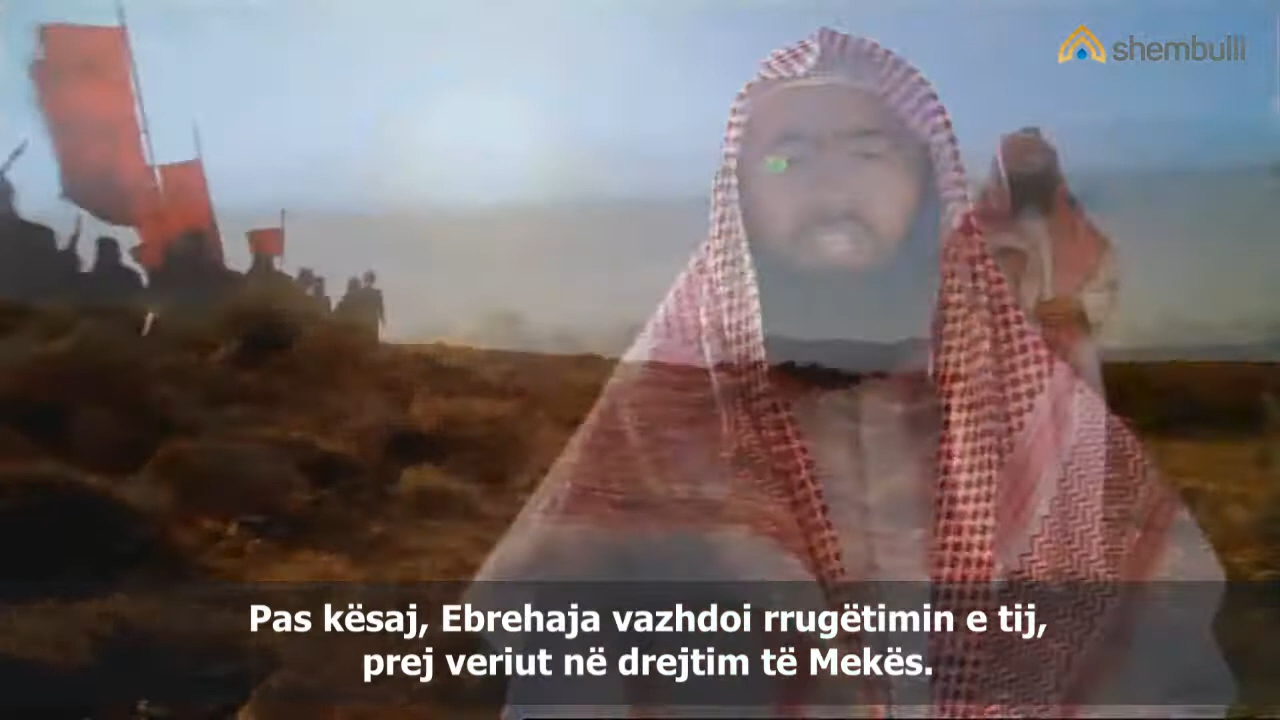 shembulli
Pas kësaj, Ebrehaja vazhdoi rrugëtimin e tij,
prej veriut në drejtim të Mekës.